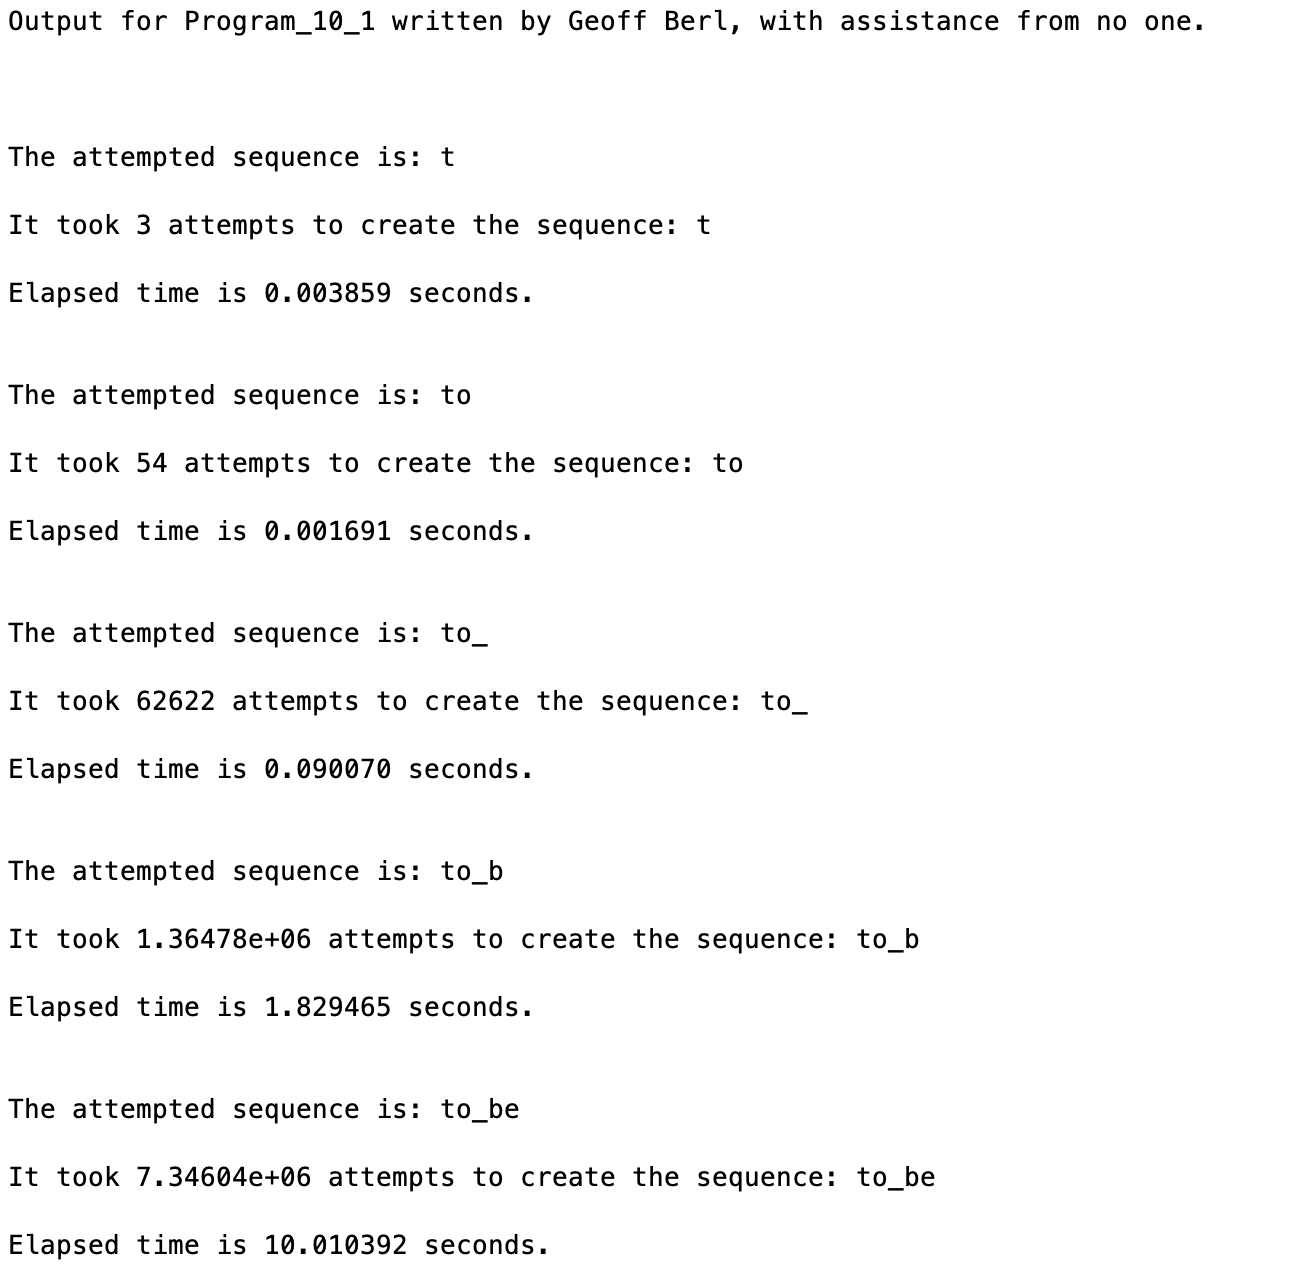 Output for Program_10_1 written by Geoff Berl, with assistance from no one.
The attempted sequence is: t
It took 3 attempts to create the sequence: t
Elapsed time is 0.003859 seconds.
The attempted sequence is: to
It took 54 attempts to create the sequence: to
Elapsed time is 0.001691 seconds.
The attempted sequence is: to_
It took 62622 attempts to create the sequence: to_
Elapsed time is 0.090070 seconds.
The attempted sequence is: to_b
It took 1.36478e+06 attempts to create the sequence: to_b
Elapsed time is 1.829465 seconds.
The attempted sequence is: to_be
It took 7.34604e+06 attempts to create the sequence: to_be
Elapsed time is 10.010392 seconds.